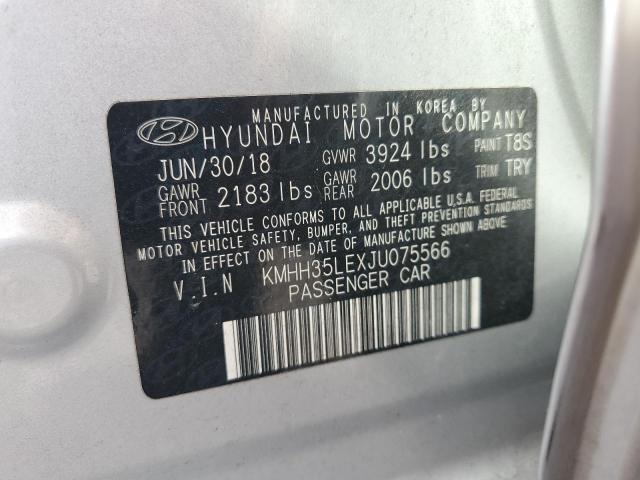 MANUFACTURED IN KOREA BY
HYUNDAI MOTOR COMPANY
JUN/30/18 GVWR 3924 lbs PAINT T8S
GAWR FRONT 2183 lbs GAWR REAR 2006 lbs TRIM TRY
THIS VEHICLE CONFORMS TO ALL APPLICABLE U.S.A. FEDERAL
MOTOR VEHICLE SAFETY, BUMPER, AND THEFT PREVENTION STANDARDS
IN EFFECT ON THE DATE OF MANUFACTURE SHOWN ABOVE.
V.I.N KMHH35LEXJU075566
PASSENGER CAR